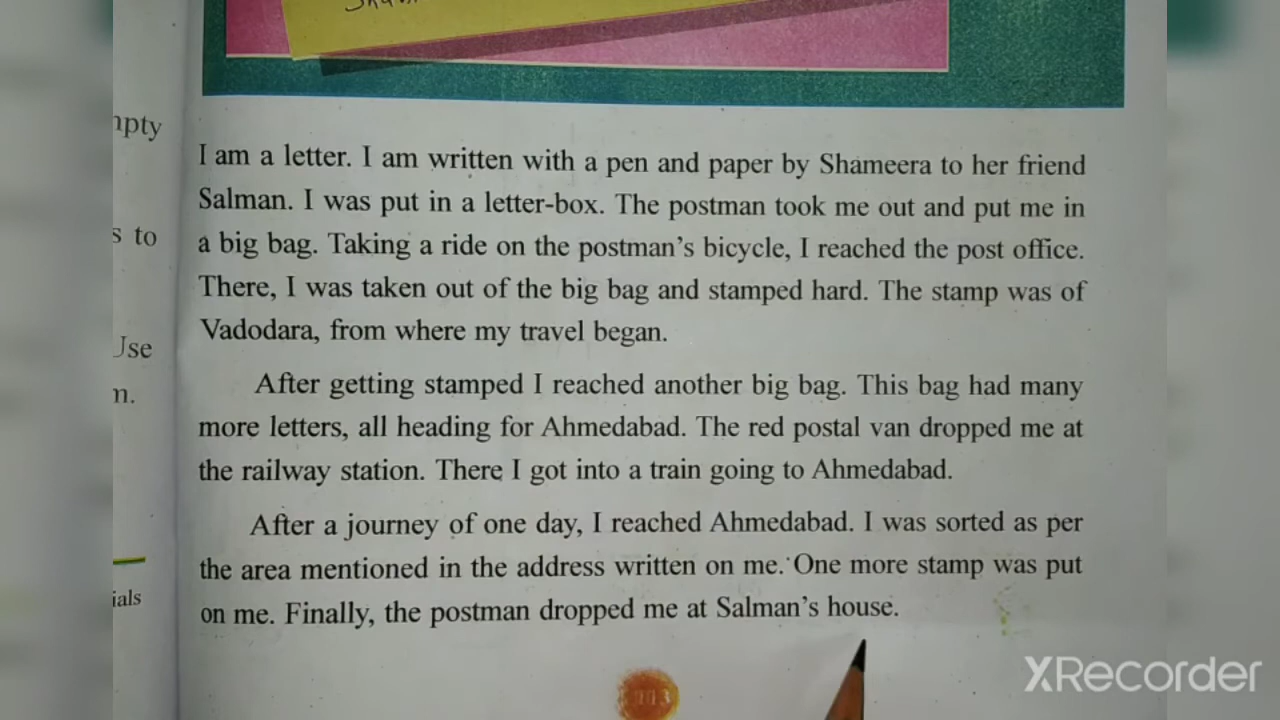 I am a letter. I am written with a pen and paper by Shameera to her friend
Salman. I was put in a letter-box. The postman took me out and put me in
a big bag. Taking a ride on the postman's bicycle, I reached the post office.
There, I was taken out of the big bag and stamped hard. The stamp was of
Vadodara, from where my travel began.
After getting stamped I reached another big bag. This bag had many
more letters, all heading for Ahmedabad. The red postal van dropped me at
the railway station. There I got into a train going to Ahmedabad.
After a journey of one day, I reached Ahmedabad. I was sorted as per
the area mentioned in the address written on me. One more stamp was put
on me. Finally, the postman dropped me at Salman's house.
s to
n.
XRecorder